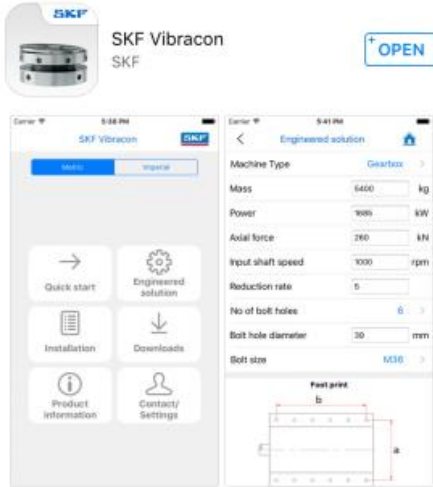 SKF
SKF Vibracon
SKF
+
OPEN
Carrier
5:38 PM
SKF Vibracon
SKF
Metric
Imperial
Quick start
Engineered
solution
Installation
Downloads
Product
information
Contact/
Settings
Carrier
5:41 PM
Engineered solution
Machine Type
Gearbox
Mass
5400
kg
Power
kW
Axial force
260
kN
Input shaft speed
1000
rpm
Reduction rate
5
No of bolt holes
6
Bolt hole diameter
30
mm
Bolt size
Foot print
b
a